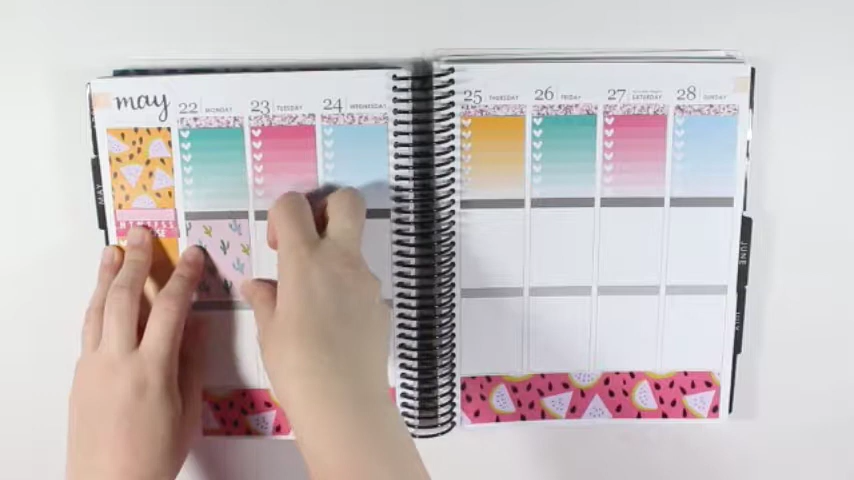 may
22 MONDAY
23 TUESDAY
24 WEDNESDAY
25 THURSDAY
26 FRIDAY
27 SATURDAY
28 SUNDAY
MAY
JUNE
JULY